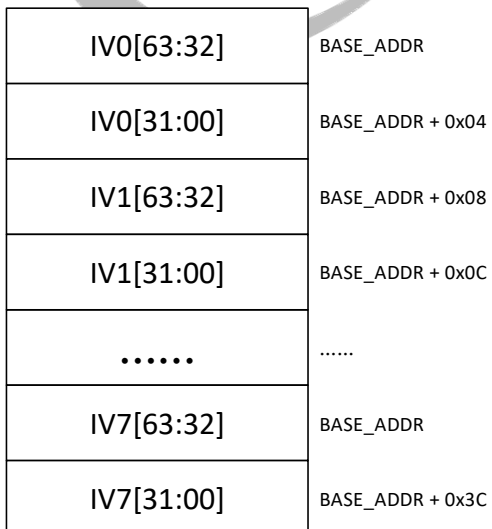 IV0[63:32] BASE_ADDR
IV0[31:00] BASE_ADDR + 0x04
IV1[63:32] BASE_ADDR + 0x08
IV1[31:00] BASE_ADDR + 0x0C
...... ......
IV7[63:32] BASE_ADDR
IV7[31:00] BASE_ADDR + 0x3C